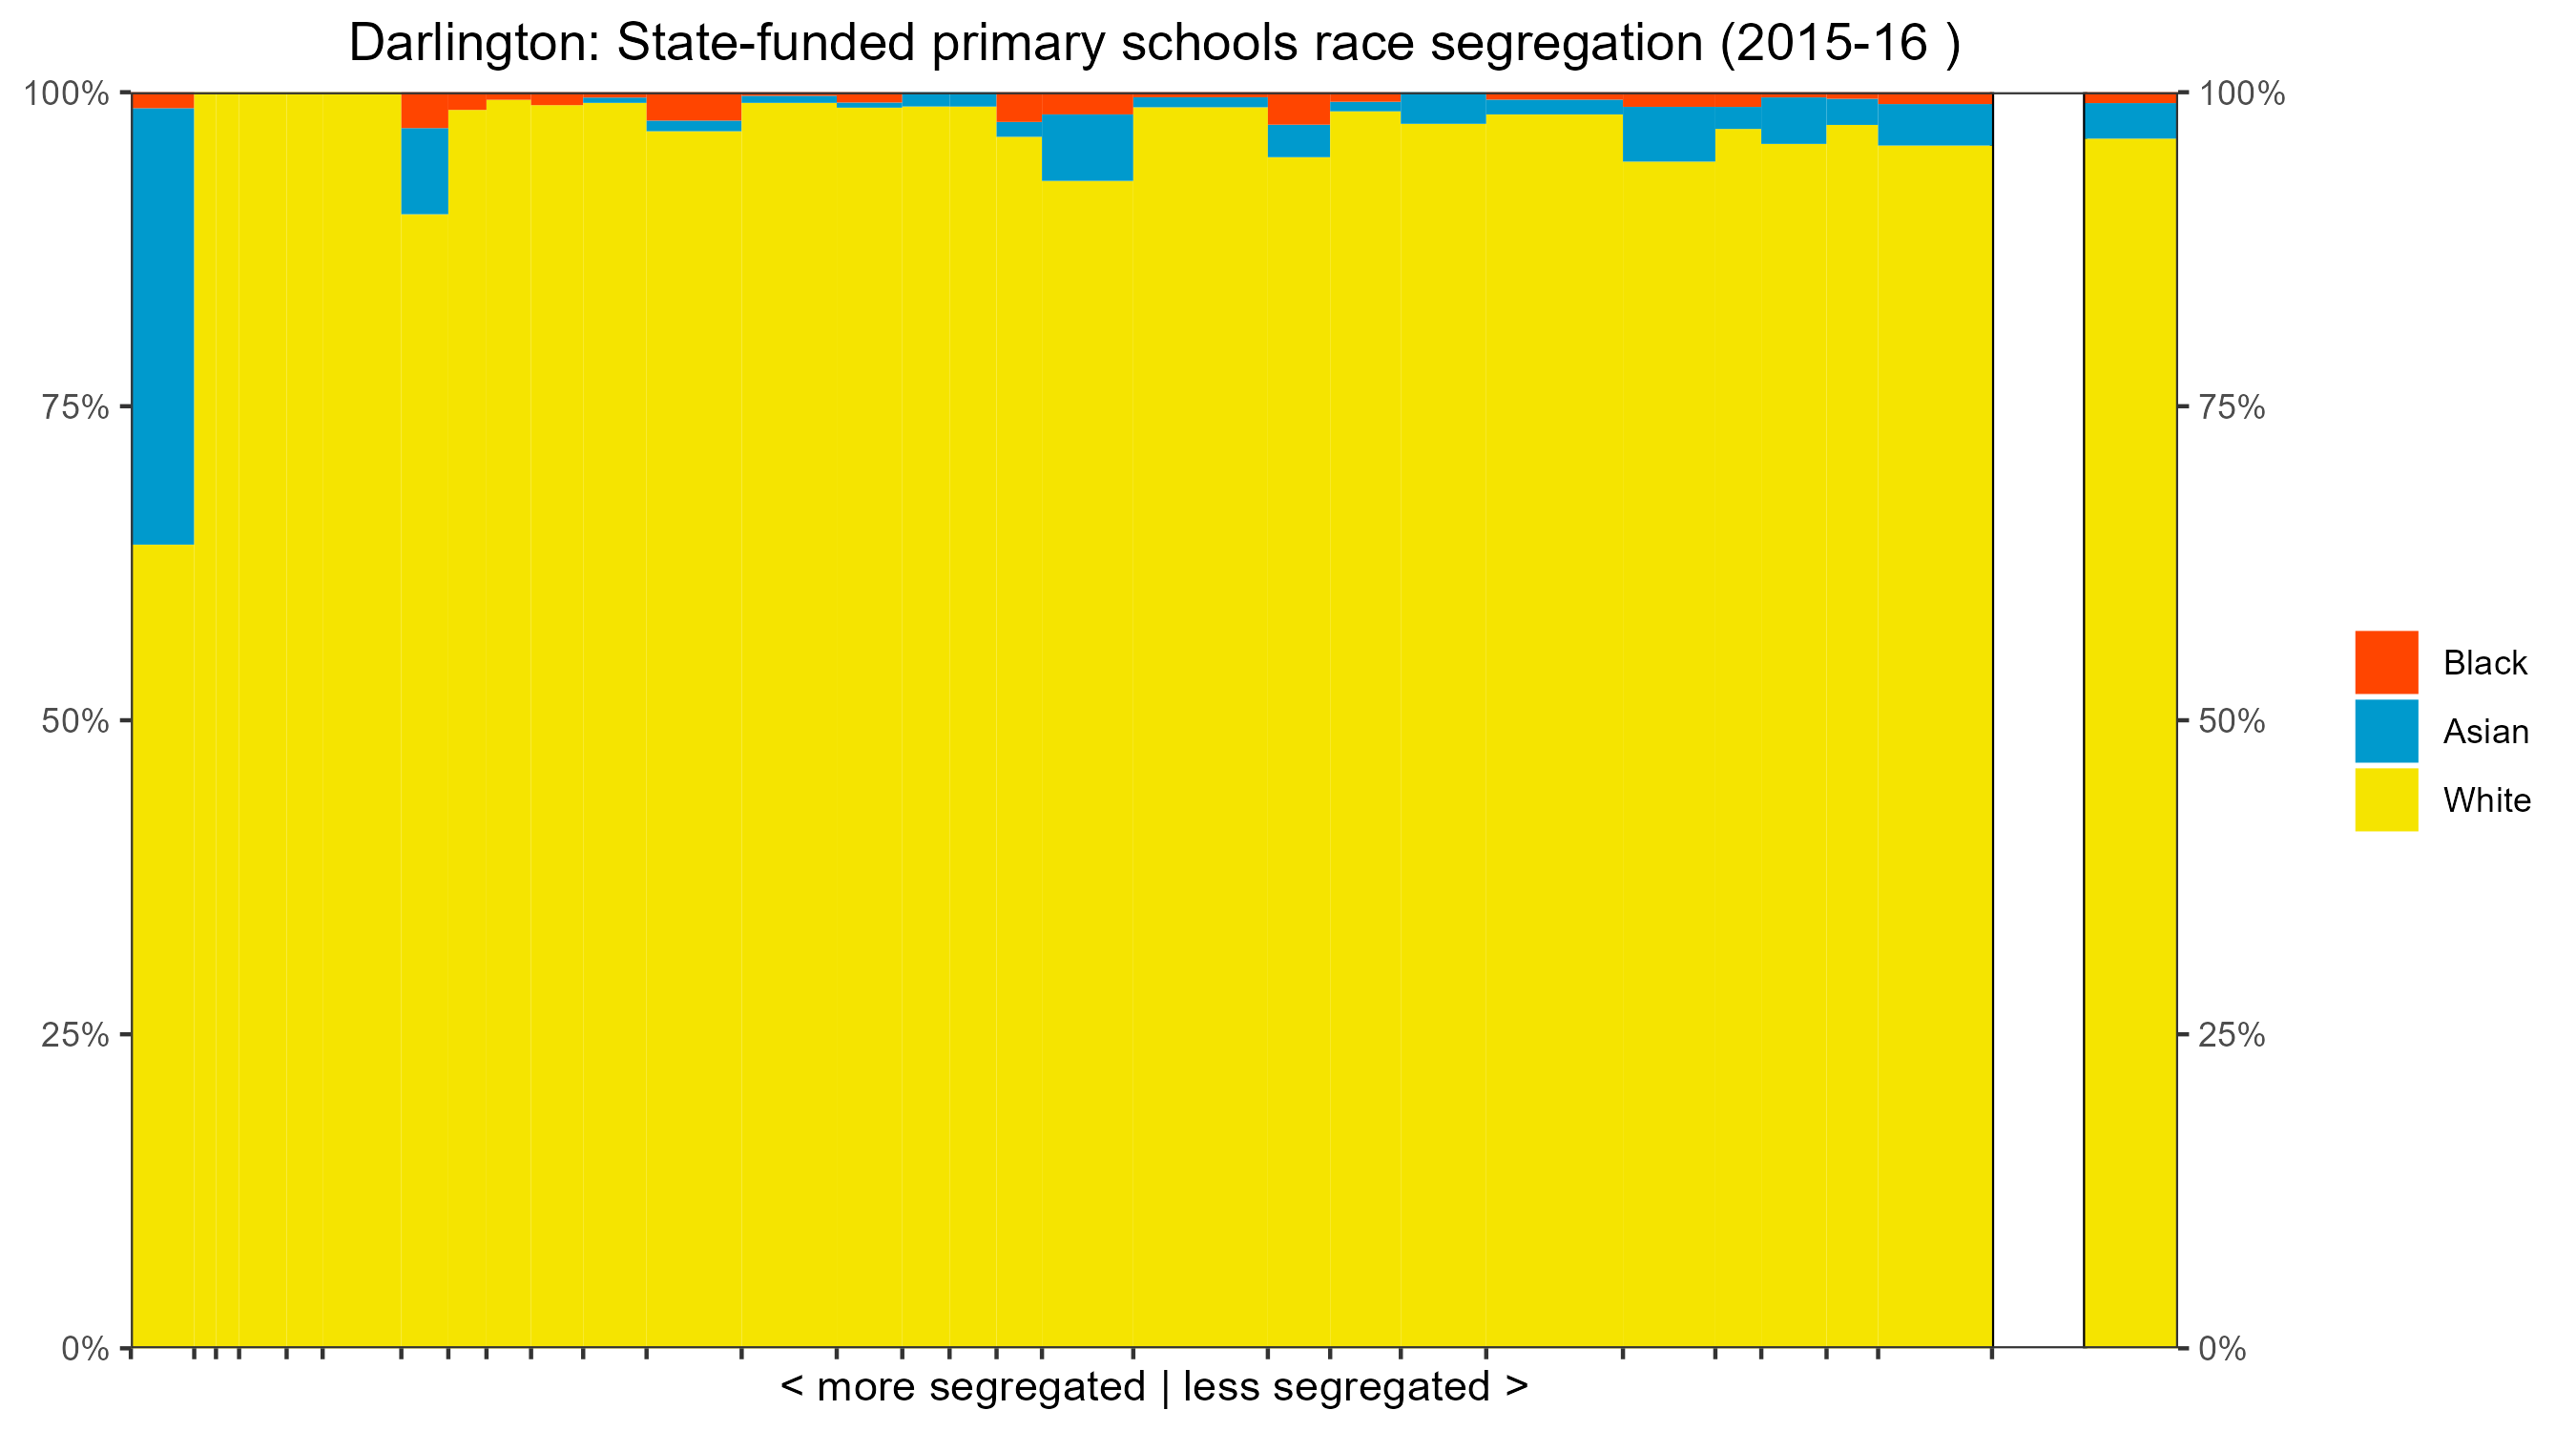 Darlington: State-funded primary schools race segregation (2015-16 )
100%
75%
50%
25%
0%
100%
75%
50%
25%
0%
Black
Asian
White
< more segregated | less segregated >